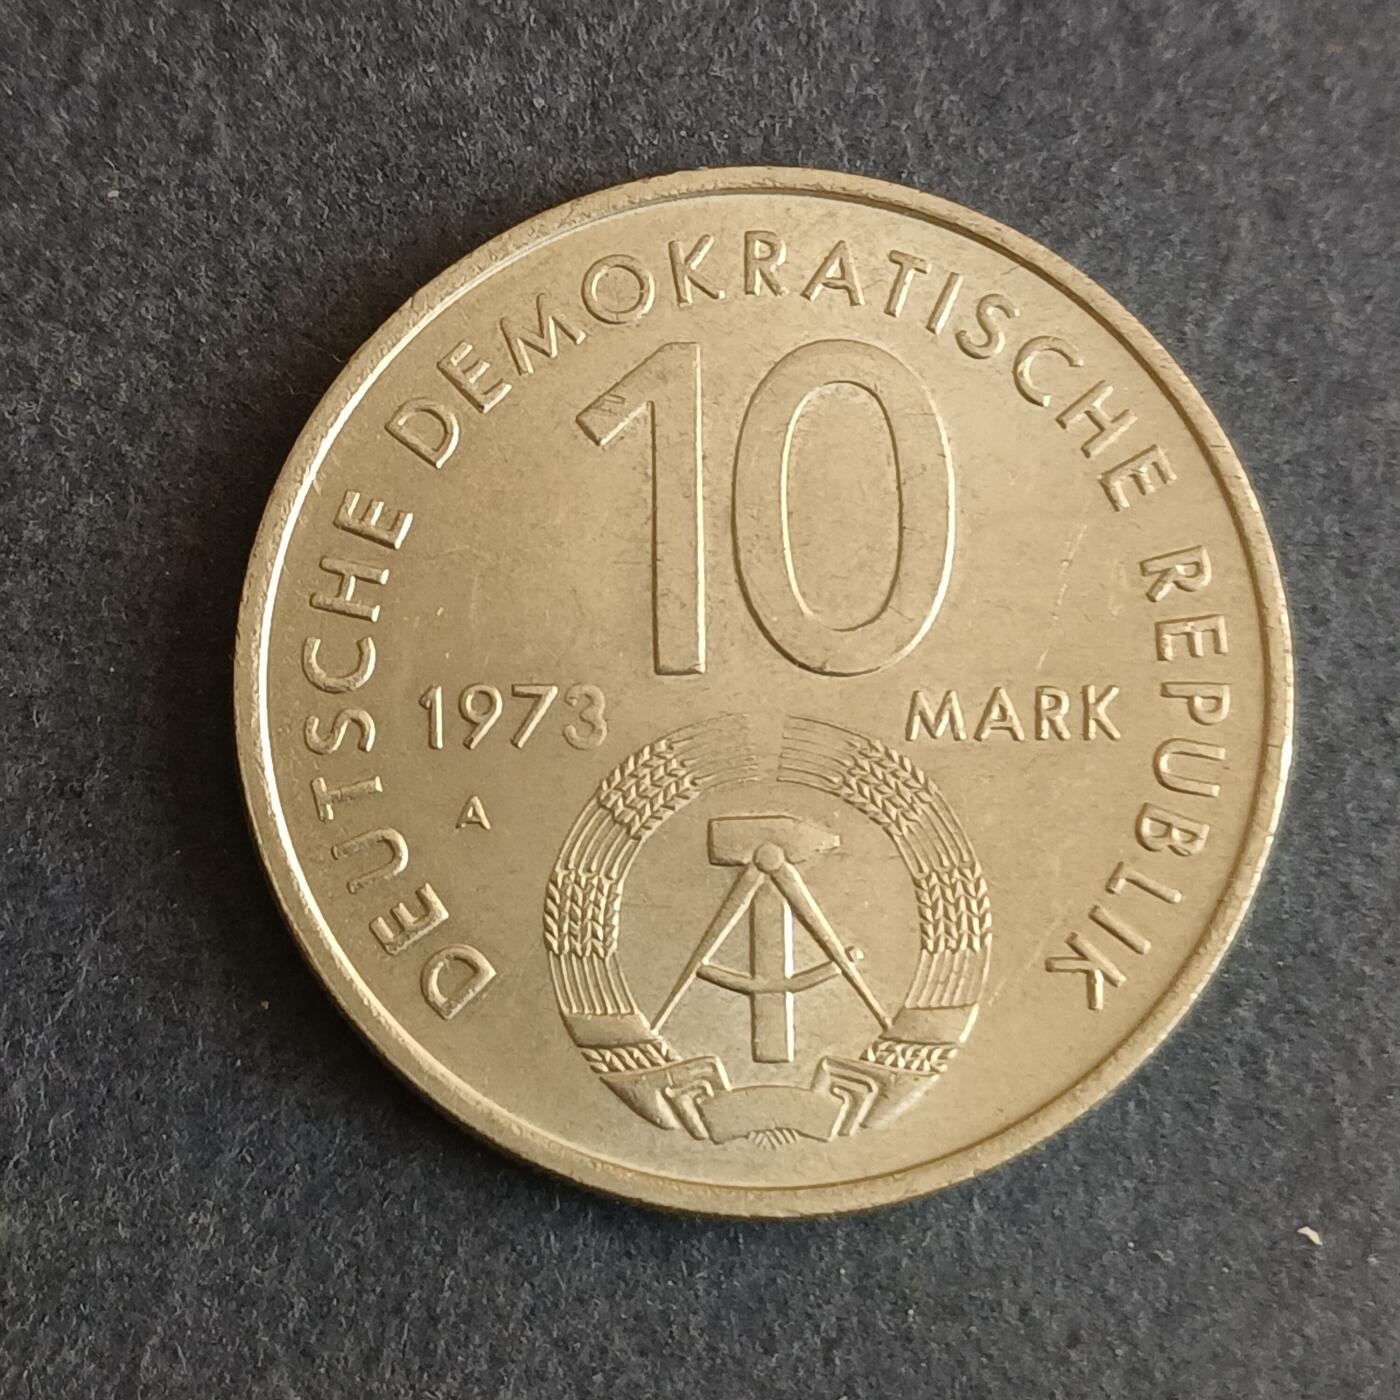 DEUTSCHE DEMOKRATISCHE REPUBLIK
10
1973 MARK
A